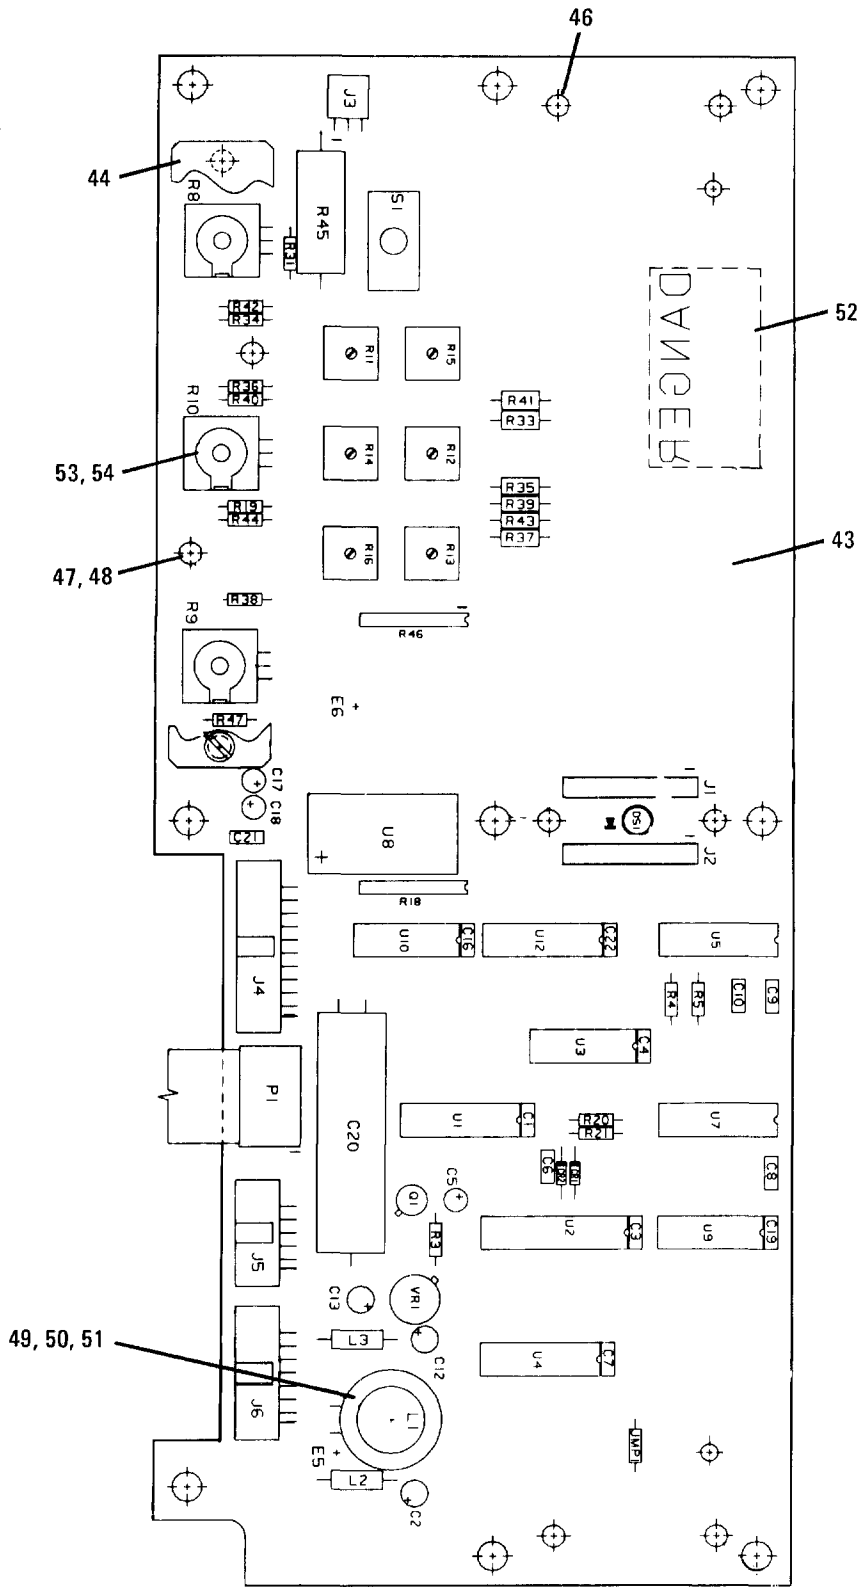 46
J3
44
R8
R45
S1
R31
DANGER
52
R42
R34
R11
R15
R36
R40
R10
R41
R33
53, 54
R14
R12
R19
R44
R35
R39
R43
R37
43
47, 48
R16
R13
R38
R9
R46
E6
R47
C17
C18
C21
U8
J1
DS1
J2
R18
U10
C16
U12
C22
U5
J4
R4
R5
C10
C9
U3
C4
P1
C20
U1
C1
R20
R21
U7
C6
CR2
CR1
C8
Q1
C5
J5
R3
U2
C3
U9
C19
C13
VR1
49, 50, 51
L3
C12
U4
C7
J6
L1
E5
L2
JMP1
C2